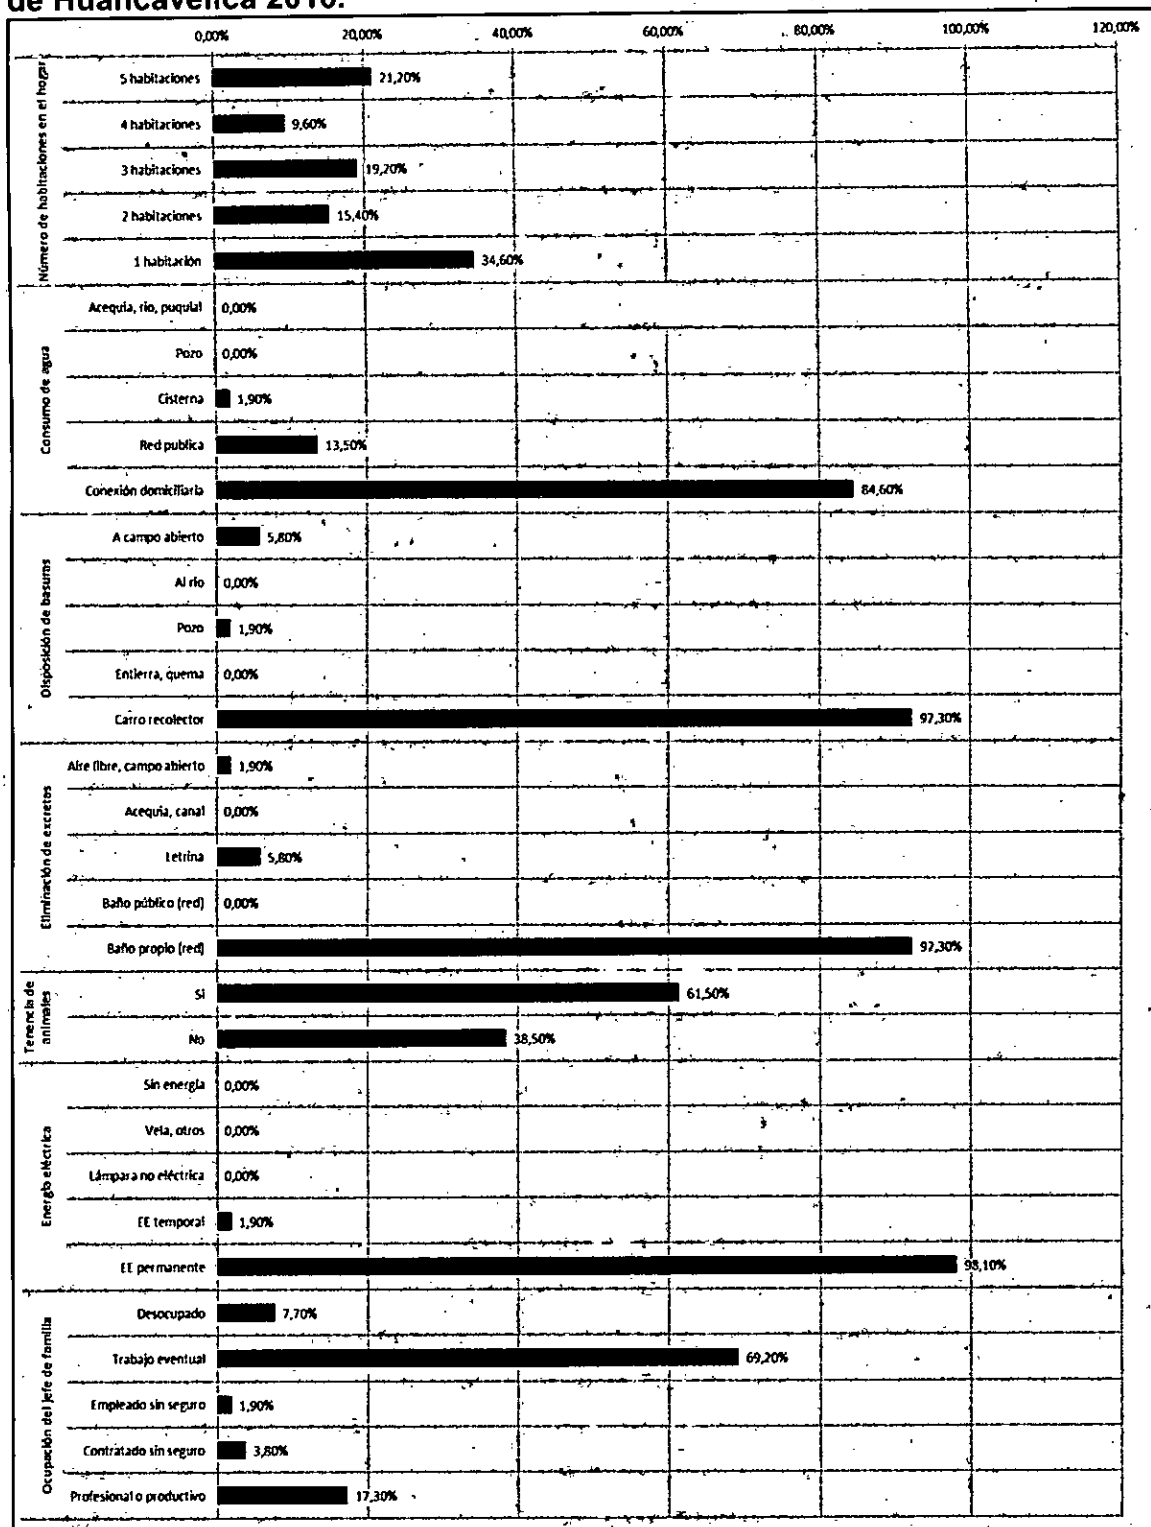 de Huancavelica 2016.
0,00% 20,00% 40,00% 60,00% 80,00% 100,00% 120,00%
Número de habitaciones en el hogar
5 habitaciones 21,20%
4 habitaciones 9,60%
3 habitaciones 19,20%
2 habitaciones 15,40%
1 habitación 34,60%
Consumo de agua
Acequia, rio, puquial 0,00%
Pozo 0,00%
Cisterna 1,90%
Red publica 13,50%
Conexión domiciliaria 84,60%
Disposición de basuras
A campo abierto 5,80%
Al rio 0,00%
Pozo 1,90%
Entierra, quema 0,00%
Carro recolector 97,30%
Eliminación de excretas
Aire libre, campo abierto 1,90%
Acequia, canal 0,00%
Letrina 5,80%
Baño público (red) 0,00%
Baño propio (red) 92,30%
Tenencia de animales
Si 61,50%
No 38,50%
Energía eléctrica
Sin energía 0,00%
Vela, otros 0,00%
Lámpara no eléctrica 0,00%
EE temporal 1,90%
EE permanente 98,10%
Ocupación del jefe de familia
Desocupado 7,70%
Trabajo eventual 69,20%
Empleado sin seguro 1,90%
Contratado sin seguro 3,80%
Profesional o productivo 17,30%